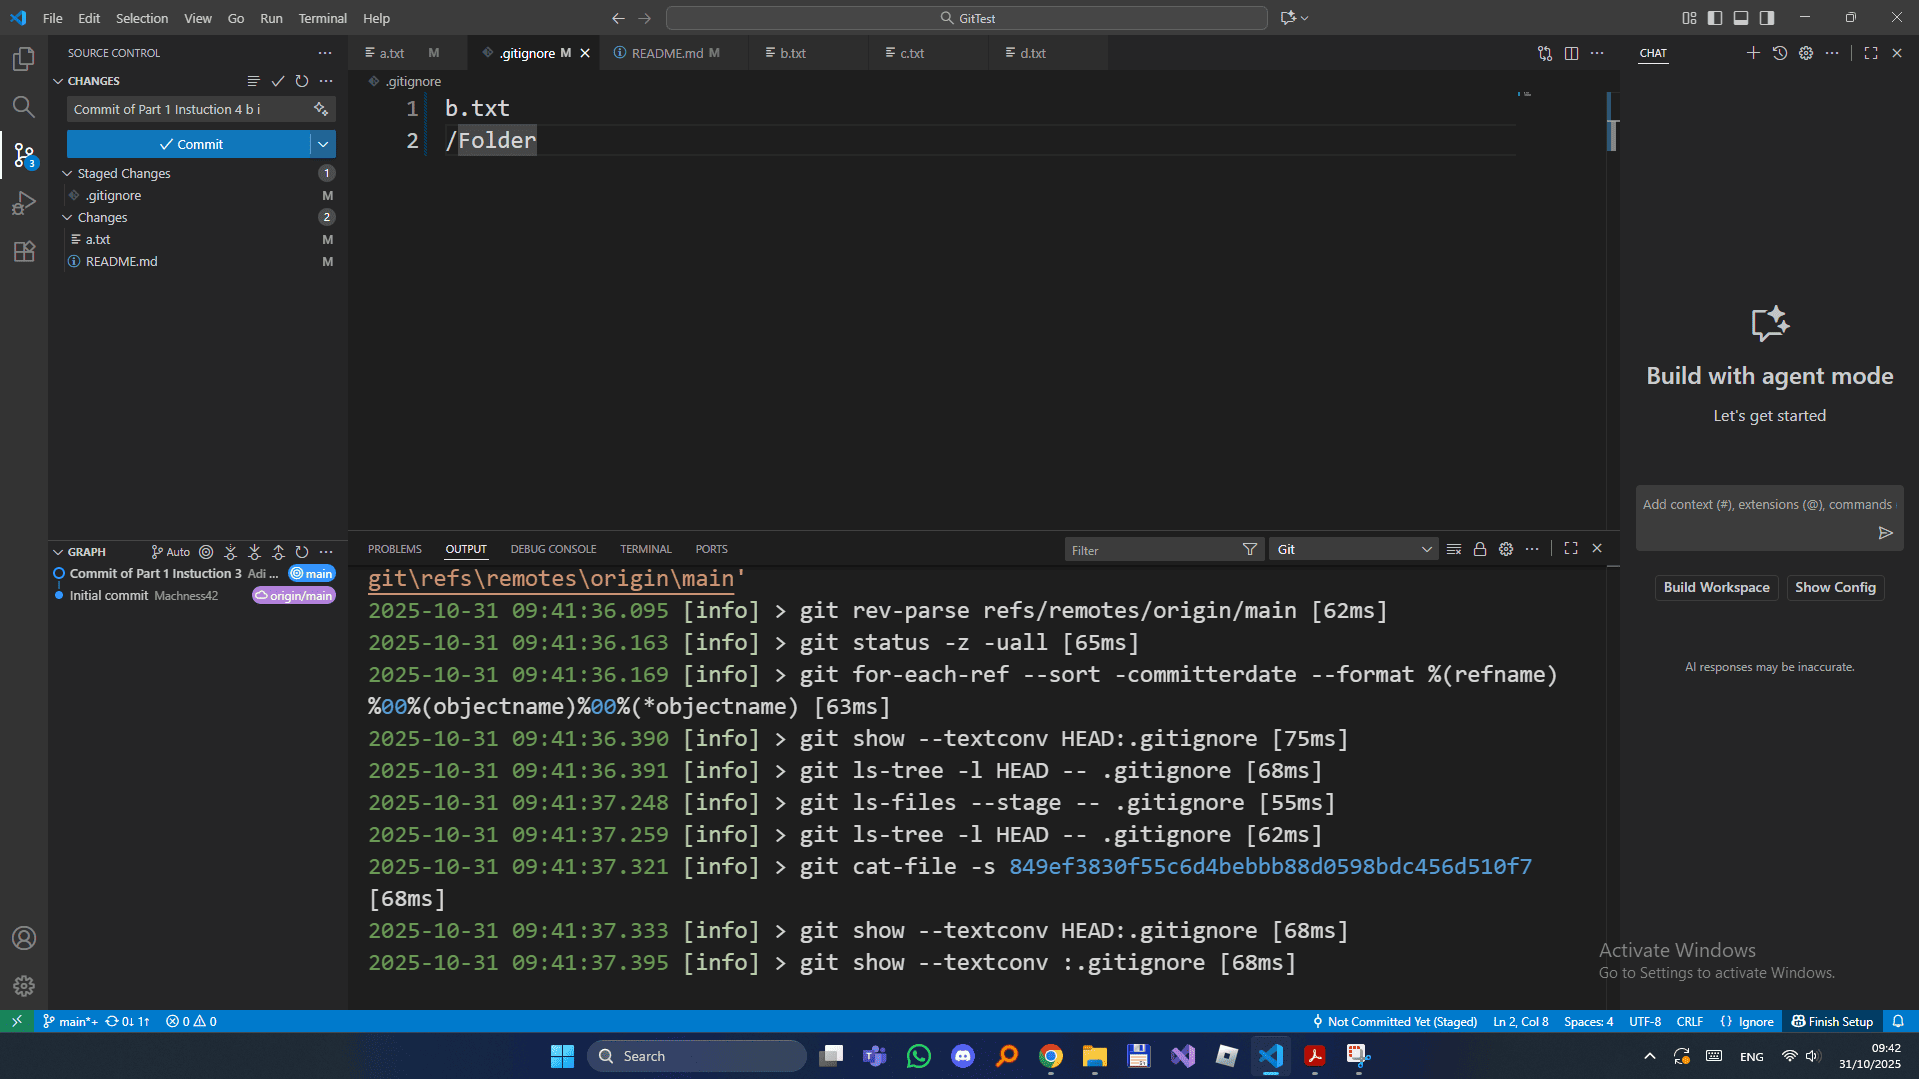 File Edit Selection View Go Run Terminal Help
GitTest
SOURCE CONTROL
CHANGES
Commit of Part 1 Instuction 4 b i
Commit
Staged Changes 1
.gitignore M
Changes 2
a.txt M
README.md M
GRAPH Auto
Commit of Part 1 Instuction 3 Adi ... main
Initial commit Machness42 origin/main
a.txt M .gitignore M README.md M b.txt c.txt d.txt
.gitignore
1 b.txt
2 /Folder
PROBLEMS OUTPUT DEBUG CONSOLE TERMINAL PORTS
Filter
Git
git\refs\remotes\origin\main'
2025-10-31 09:41:36.095 [info] > git rev-parse refs/remotes/origin/main [62ms]
2025-10-31 09:41:36.163 [info] > git status -z -uall [65ms]
2025-10-31 09:41:36.169 [info] > git for-each-ref --sort -committerdate --format %(refname)
%00%(objectname)%00%(*objectname) [63ms]
2025-10-31 09:41:36.390 [info] > git show --textconv HEAD:.gitignore [75ms]
2025-10-31 09:41:36.391 [info] > git ls-tree -l HEAD -- .gitignore [68ms]
2025-10-31 09:41:37.248 [info] > git ls-files --stage -- .gitignore [55ms]
2025-10-31 09:41:37.259 [info] > git ls-tree -l HEAD -- .gitignore [62ms]
2025-10-31 09:41:37.321 [info] > git cat-file -s 849ef3830f55c6d4bebbb88d0598bdc456d510f7
[68ms]
2025-10-31 09:41:37.333 [info] > git show --textconv HEAD:.gitignore [68ms]
2025-10-31 09:41:37.395 [info] > git show --textconv :.gitignore [68ms]
CHAT
Build with agent mode
Let's get started
Add context (#), extensions (@), commands
Build Workspace Show Config
AI responses may be inaccurate.
Activate Windows
Go to Settings to activate Windows.
3
main*+ 0↓ 1↑ 0 0
Not Committed Yet (Staged) Ln 2, Col 8 Spaces: 4 UTF-8 CRLF {} Ignore Finish Setup
Search
ENG
09:42
31/10/2025